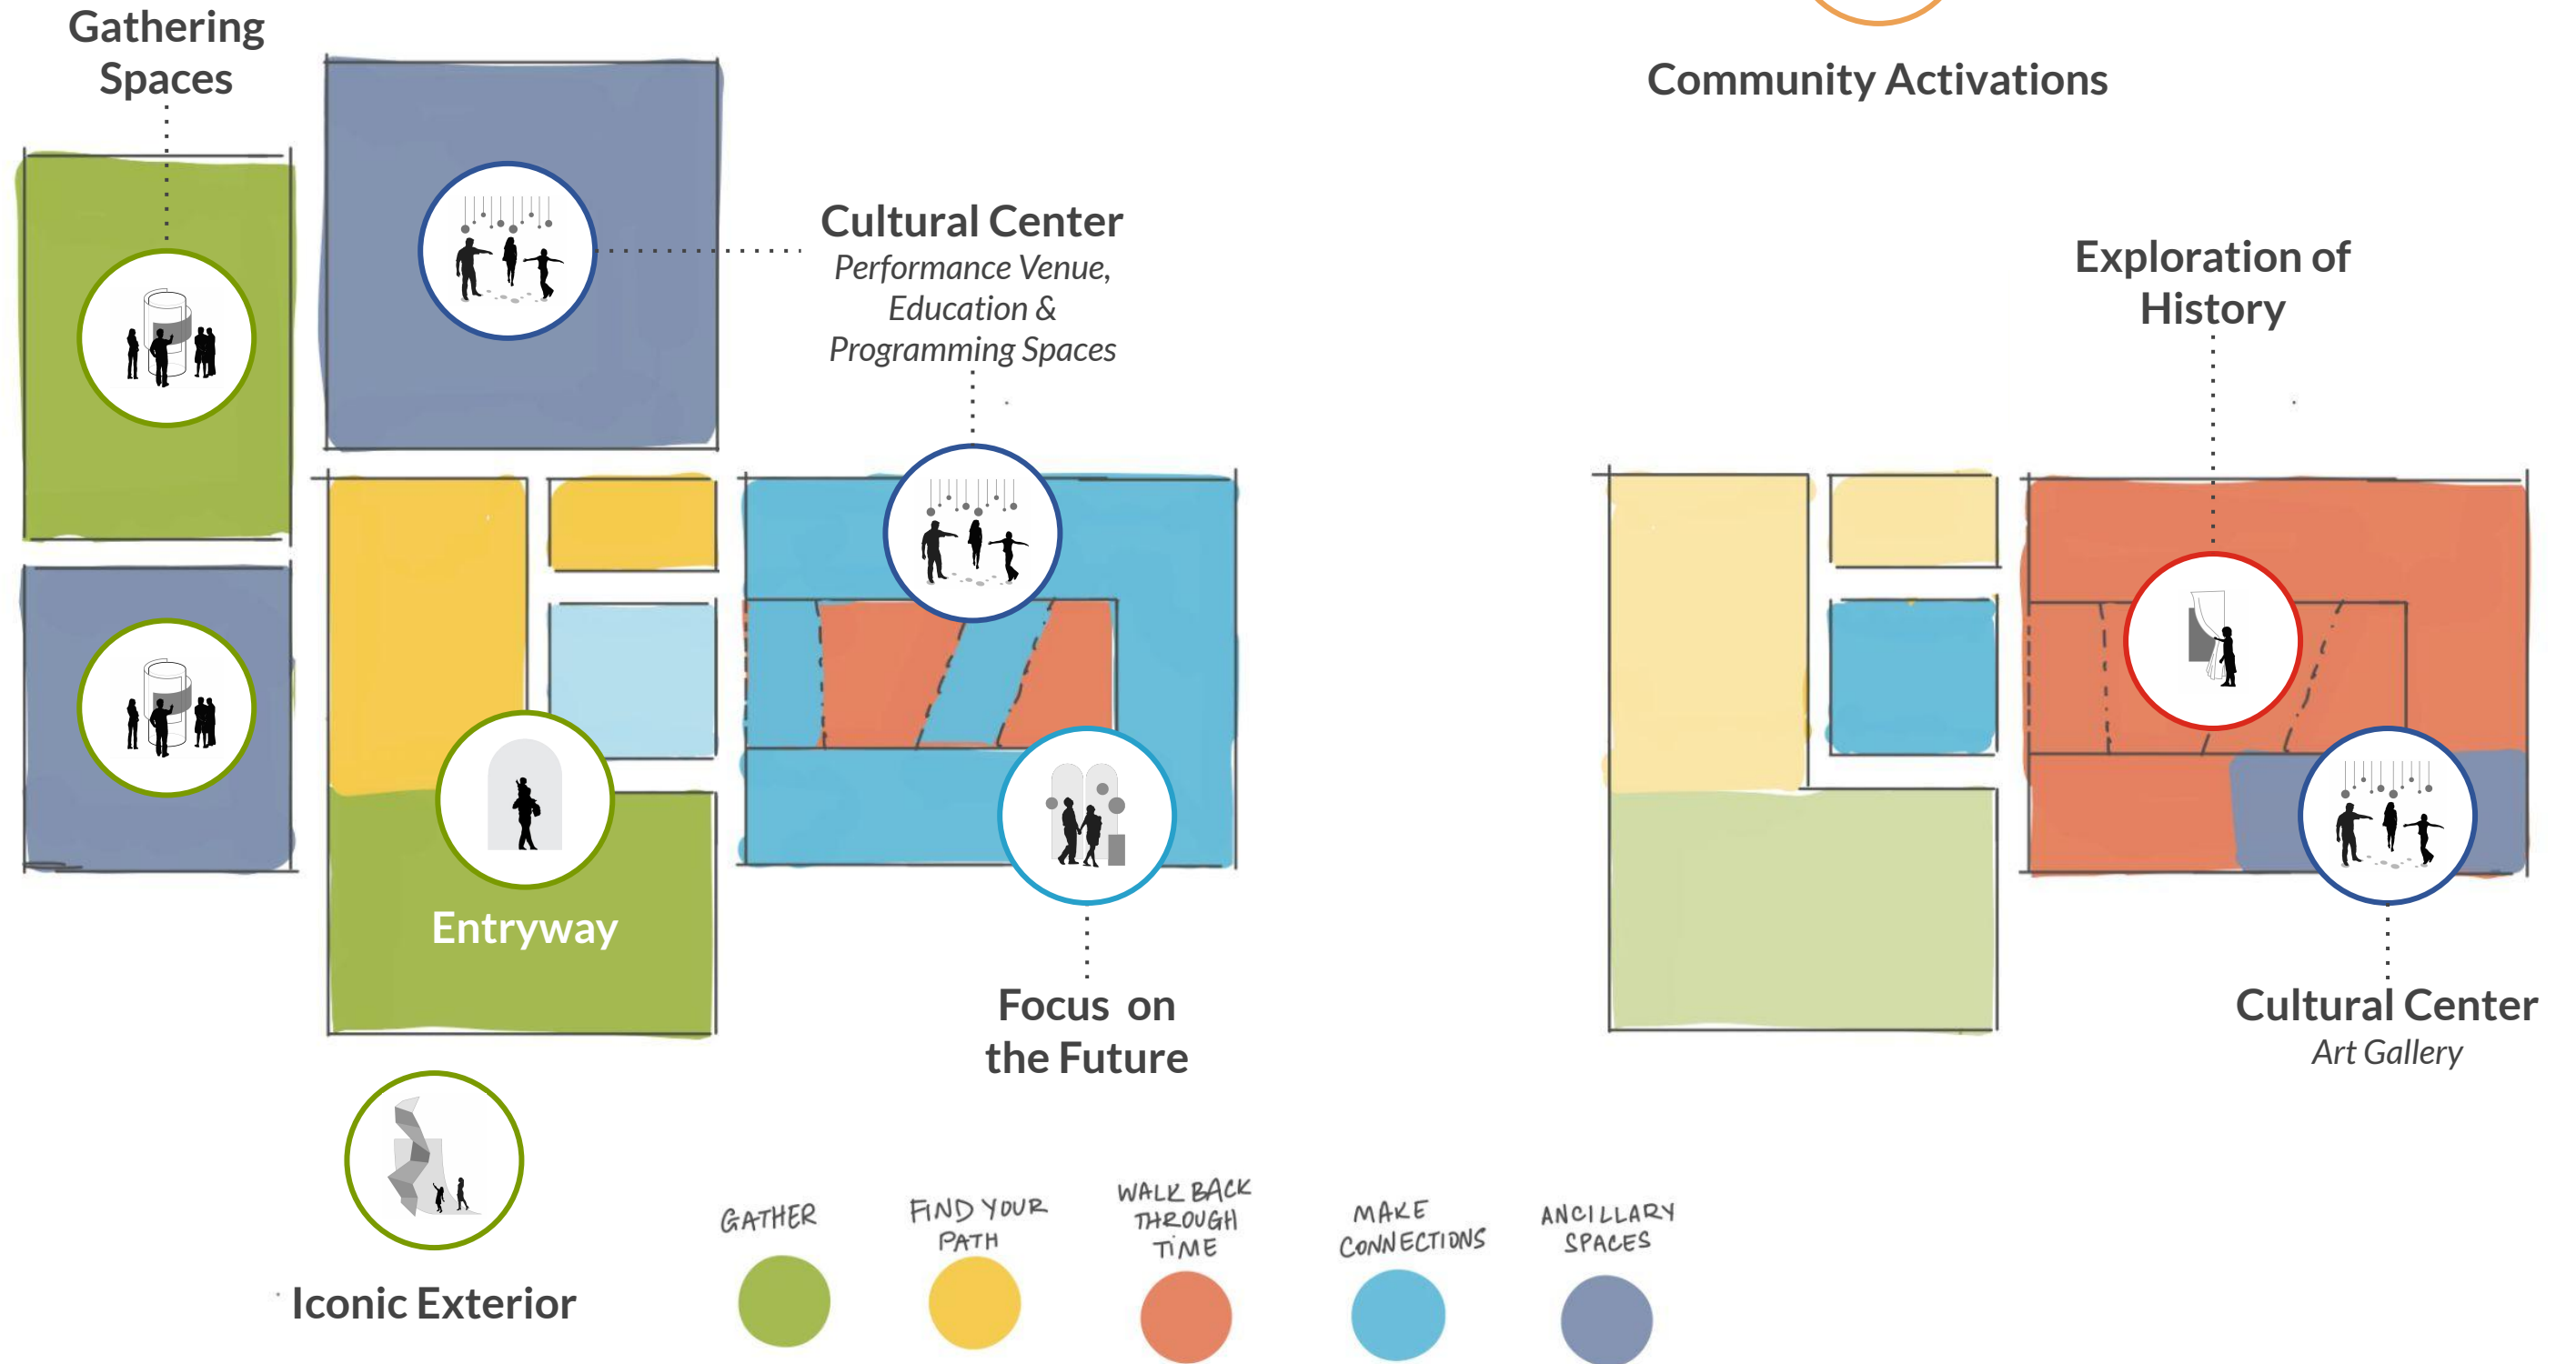 Gathering
Spaces
Community Activations
Cultural Center
Performance Venue,
Education &
Programming Spaces
Exploration of
History
Entryway
Focus on
the Future
Cultural Center
Art Gallery
Iconic Exterior
GATHER
FIND YOUR
PATH
WALK BACK
THROUGH
TIME
MAKE
CONNECTIONS
ANCILLARY
SPACES